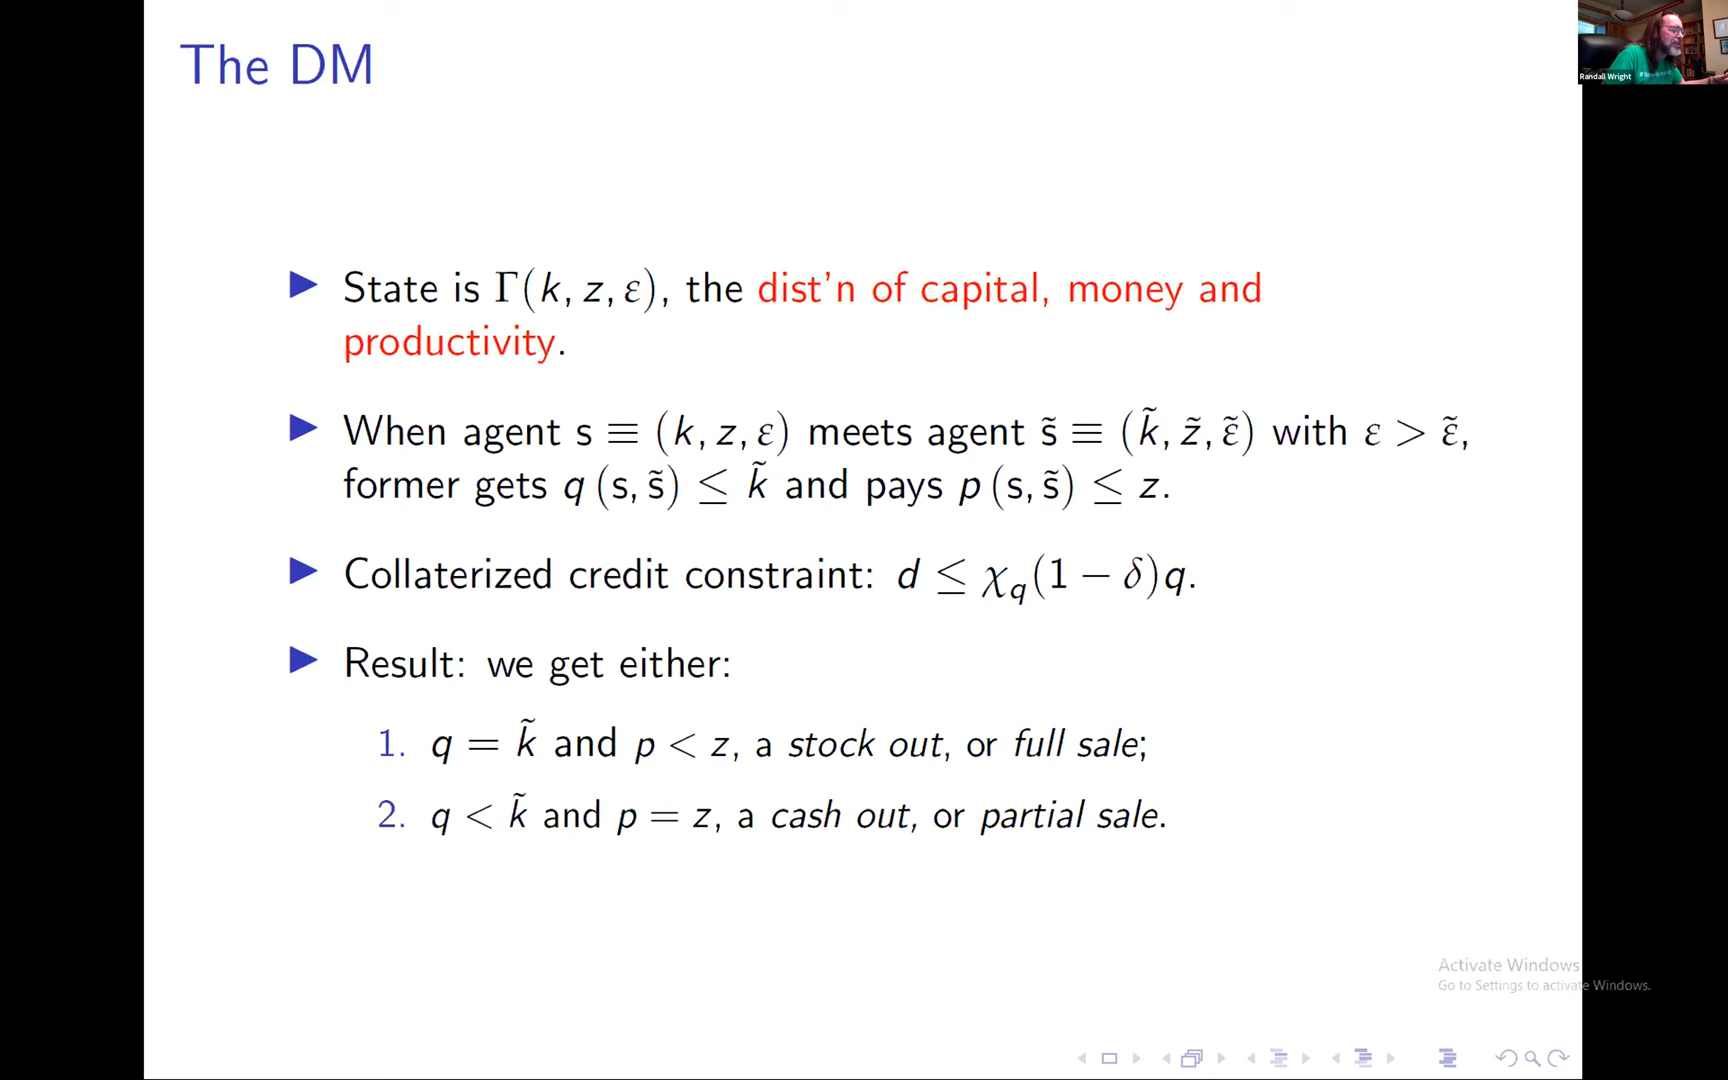 The DM
Randall Wright
▶ State is Γ(k, z, ε), the dist'n of capital, money and
productivity.
▶ When agent s ≡ (k, z, ε) meets agent s̃ ≡ (k̃, z̃, ε̃) with ε > ε̃,
former gets q (s, s̃) ≤ k̃ and pays p (s, s̃) ≤ z.
▶ Collaterized credit constraint: d ≤ χ_q(1 − δ)q.
▶ Result: we get either:
1. q = k̃ and p < z, a stock out, or full sale;
2. q < k̃ and p = z, a cash out, or partial sale.
Activate Windows
Go to Settings to activate Windows.